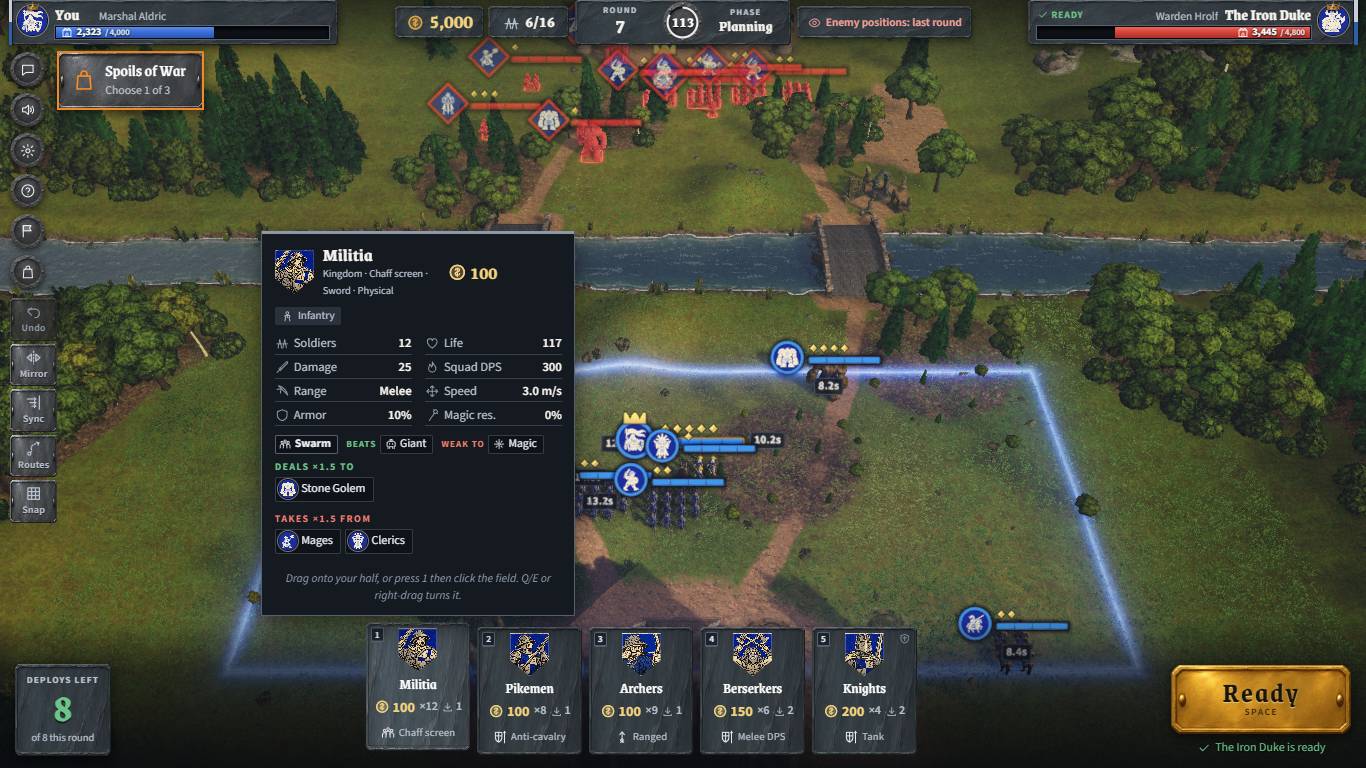 You Marshal Aldric
2,323 / 4,000
5,000
6/16
ROUND
7
113
PHASE
Planning
Enemy positions: last round
READY
Warden Hrolf The Iron Duke
3,445 / 4,800
Spoils of War
Choose 1 of 3
Undo
Mirror
Sync
Routes
Snap
Militia
Kingdom · Chaff screen ·
Sword · Physical
100
Infantry
Soldiers 12 Life 117
Damage 25 Squad DPS 300
Range Melee Speed 3.0 m/s
Armor 10% Magic res. 0%
Swarm BEATS Giant WEAK TO Magic
DEALS ×1.5 TO
Stone Golem
TAKES ×1.5 FROM
Mages Clerics
Drag onto your half, or press 1 then click the field. Q/E or
right-drag turns it.
8.2s
10.2s
13.2s
8.4s
DEPLOYS LEFT
8
of 8 this round
1
Militia
100 ×12 1
Chaff screen
2
Pikemen
100 ×8 1
Anti-cavalry
3
Archers
100 ×9 1
Ranged
4
Berserkers
150 ×6 2
Melee DPS
5
Knights
200 ×4 2
Tank
Ready
SPACE
The Iron Duke is ready